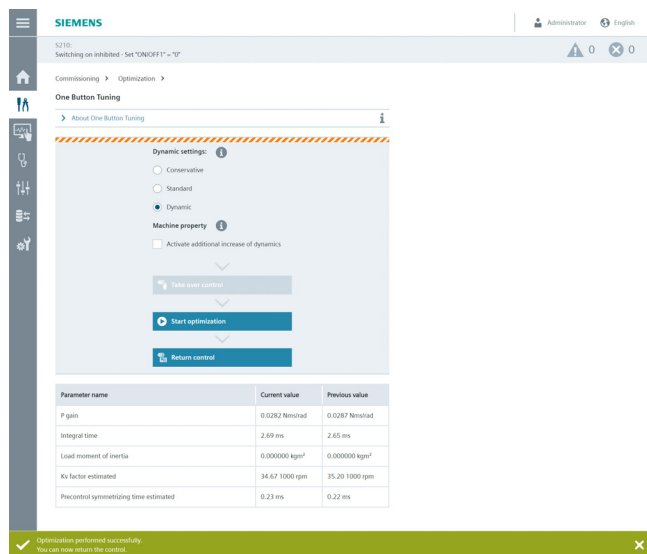 SIEMENS
Administrator
English
S210:
Switching on inhibited - Set "ON/OFF1" = "0"
0
0
Commissioning > Optimization >
One Button Tuning
> About One Button Tuning
Dynamic settings:
Conservative
Standard
Dynamic
Machine property
Activate additional increase of dynamics
Take over control
Start optimization
Return control
Parameter name Current value Previous value
P gain 0.0282 Nms/rad 0.0287 Nms/rad
Integral time 2.69 ms 2.65 ms
Load moment of inertia 0.000000 kgm² 0.000000 kgm²
Kv factor estimated 34.67 1000 rpm 35.20 1000 rpm
Precontrol symmetrizing time estimated 0.23 ms 0.22 ms
Optimization performed successfully.
You can now return the control.